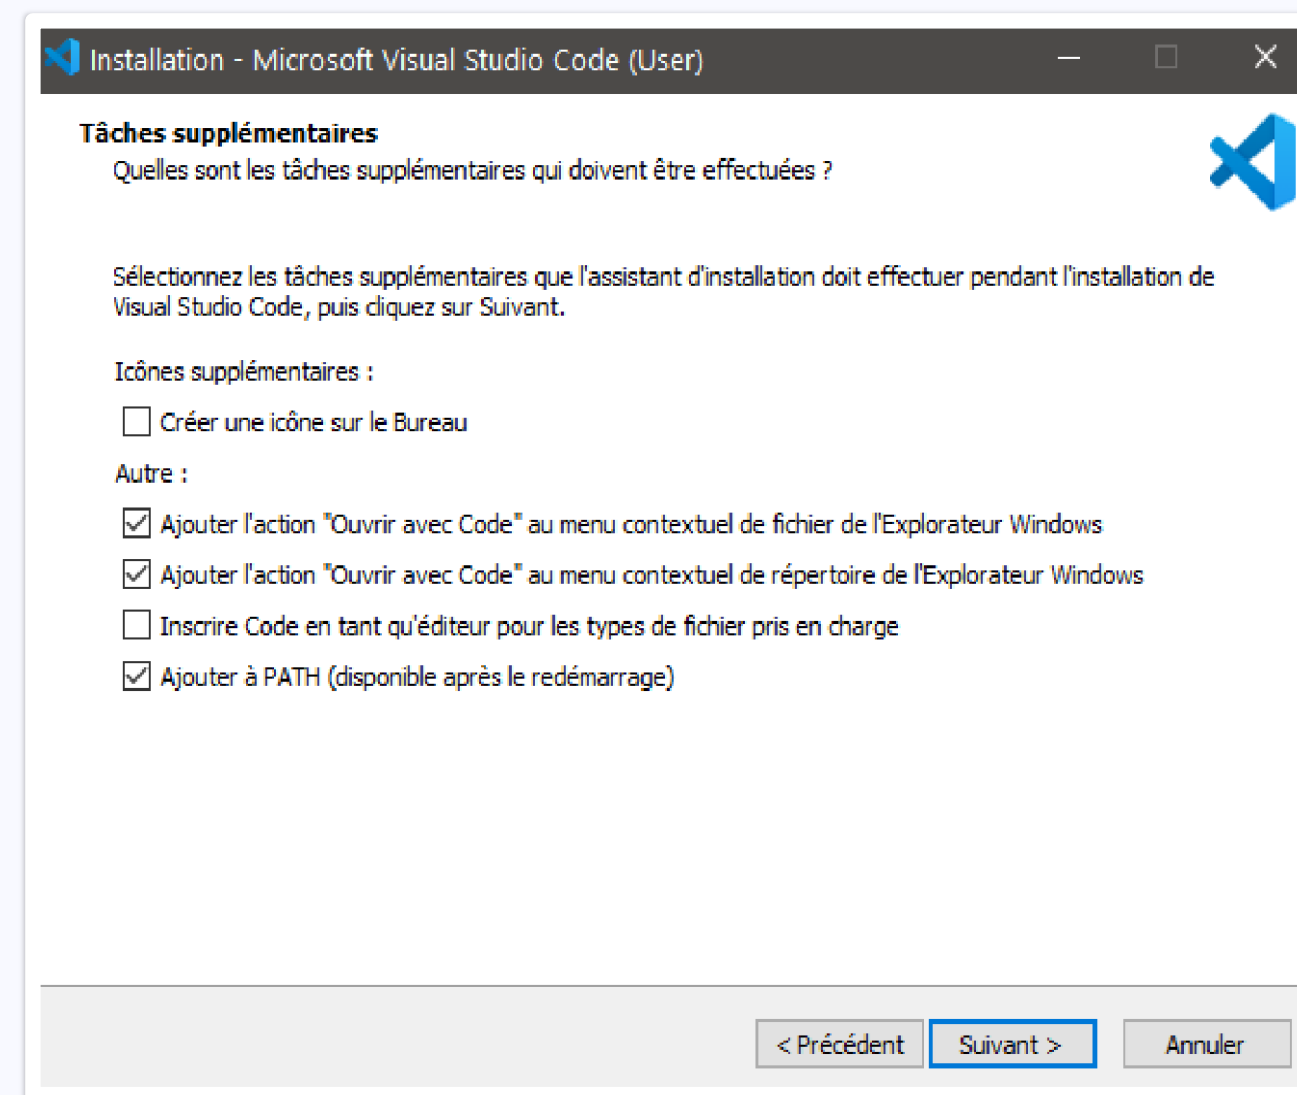 Installation - Microsoft Visual Studio Code (User)
Tâches supplémentaires
Quelles sont les tâches supplémentaires qui doivent être effectuées ?
Sélectionnez les tâches supplémentaires que l'assistant d'installation doit effectuer pendant l'installation de
Visual Studio Code, puis cliquez sur Suivant.
Icônes supplémentaires :
Créer une icône sur le Bureau
Autre :
Ajouter l'action "Ouvrir avec Code" au menu contextuel de fichier de l'Explorateur Windows
Ajouter l'action "Ouvrir avec Code" au menu contextuel de répertoire de l'Explorateur Windows
Inscrire Code en tant qu'éditeur pour les types de fichier pris en charge
Ajouter à PATH (disponible après le redémarrage)
< Précédent Suivant > Annuler